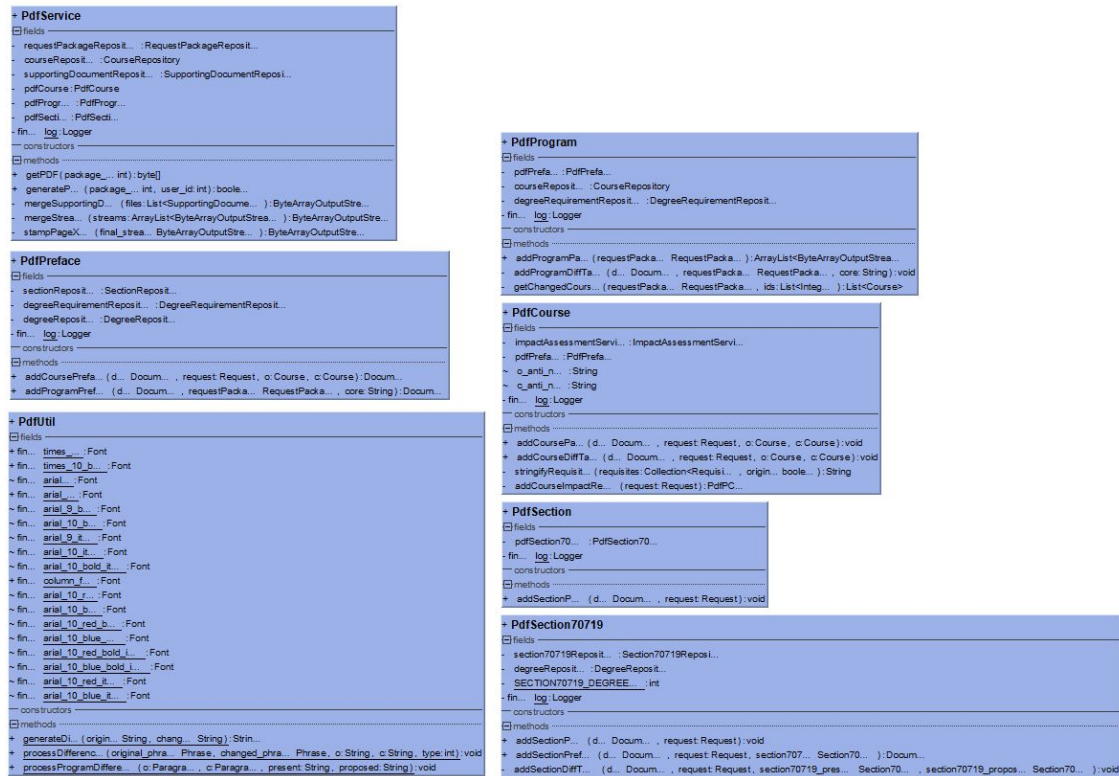 + PdfService
fields
- requestPackageReposit... :RequestPackageReposit...
- courseReposit... :CourseRepository
- supportingDocumentReposit... :SupportingDocumentReposi...
- pdfCourse:PdfCourse
- pdfProgr... :PdfProgr...
- pdfSecti... :PdfSecti...
- fin... log:Logger
constructors
methods
+ getPDF(package_... int):byte[]
+ generateP... (package_... int, user_id:int):boole...
- mergeSupportingD... (files:List<SupportingDocume... ):ByteArrayOutputStre...
- mergeStrea... (streams:ArrayList<ByteArrayOutputStrea... ):ByteArrayOutputStre...
- stampPageX... (final_strea... ByteArrayOutputStre... ):ByteArrayOutputStre...
+ PdfPreface
fields
- sectionReposit... :SectionReposit...
- degreeRequirementReposit... :DegreeRequirementReposit...
- degreeReposit... :DegreeReposit...
- fin... log:Logger
constructors
methods
+ addCoursePrefa... (d... Docum... , request:Request, o:Course, c:Course):Docum...
+ addProgramPref... (d... Docum... , requestPacka... RequestPacka... , core:String):Docum...
+ PdfUtil
fields
+ fin... times_... :Font
+ fin... times_10_b... :Font
~ fin... arial... :Font
+ fin... arial_... :Font
~ fin... arial_9_b... :Font
~ fin... arial_10_b... :Font
~ fin... arial_9_it... :Font
~ fin... arial_10_it... :Font
~ fin... arial_10_bold_it... :Font
+ fin... column_f... :Font
~ fin... arial_10_r... :Font
~ fin... arial_10_b... :Font
~ fin... arial_10_red_b... :Font
~ fin... arial_10_blue_... :Font
~ fin... arial_10_red_bold_i... :Font
~ fin... arial_10_blue_bold_i... :Font
~ fin... arial_10_red_it... :Font
~ fin... arial_10_blue_it... :Font
constructors
methods
+ generateDi... (origin... String, chang... String):Strin...
+ processDifferenc... (original_phra... Phrase, changed_phra... Phrase, o:String, c:String, type:int):void
+ processProgramDiffere... (o:Paragra... , c:Paragra... , present:String, proposed:String):void
+ PdfProgram
fields
- pdfPrefa... :PdfPrefa...
- courseReposit... :CourseRepository
- degreeRequirementReposit... :DegreeRequirementReposit...
- fin... log:Logger
constructors
methods
+ addProgramPa... (requestPacka... RequestPacka... ):ArrayList<ByteArrayOutputStrea...
- addProgramDiffTa... (d... Docum... , requestPacka... RequestPacka... , core:String):void
- getChangedCours... (requestPacka... RequestPacka... , ids:List<Integ... ):List<Course>
+ PdfCourse
fields
- impactAssessmentServi... :ImpactAssessmentServi...
- pdfPrefa... :PdfPrefa...
~ o_anti_n... :String
~ c_anti_n... :String
- fin... log:Logger
constructors
methods
+ addCoursePa... (d... Docum... , request:Request, o:Course, c:Course):void
+ addCourseDiffTa... (d... Docum... , request:Request, o:Course, c:Course):void
- stringifyRequisit... (requisites:Collection<Requisi... , origin... boole... ):String
- addCourseImpactRe... (request:Request):PdfPC...
+ PdfSection
fields
- pdfSection70... :PdfSection70...
- fin... log:Logger
constructors
methods
+ addSectionP... (d... Docum... , request:Request):void
+ PdfSection70719
fields
- section70719Reposit... :Section70719Reposi...
- degreeReposit... :DegreeReposit...
- SECTION70719_DEGREE... :int
- fin... log:Logger
constructors
methods
+ addSectionP... (d... Docum... , request:Request):void
+ addSectionPref... (d... Docum... , request:Request, section707... Section70... ):Docum...
- addSectionDiffT... (d... Docum... , request:Request, section70719_pres... Section70... , section70719_propos... Section70... ):void